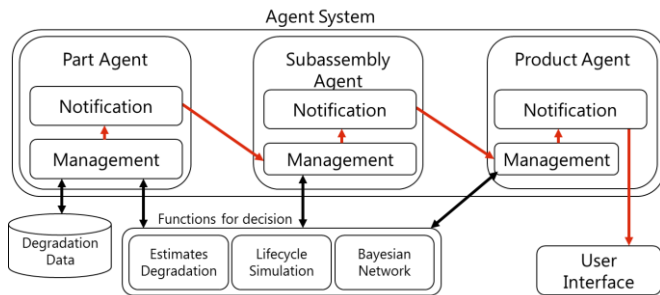 Agent System
Part Agent
Notification
Management
Subassembly
Agent
Notification
Management
Product Agent
Notification
Management
Degradation
Data
Functions for decision
Estimates
Degradation
Lifecycle
Simulation
Bayesian
Network
User
Interface